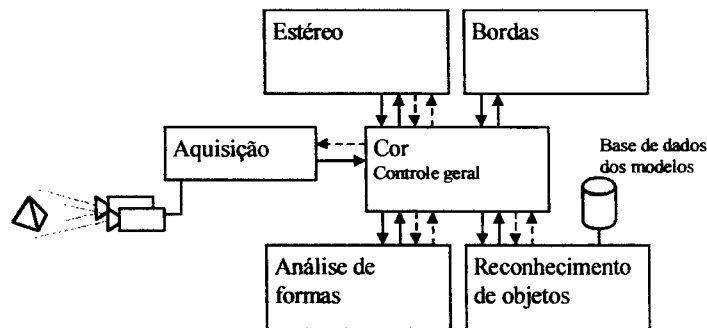 Estéreo
Bordas
Aquisição
Cor
Controle geral
Base de dados
dos modelos
Análise de
formas
Reconhecimento
de objetos